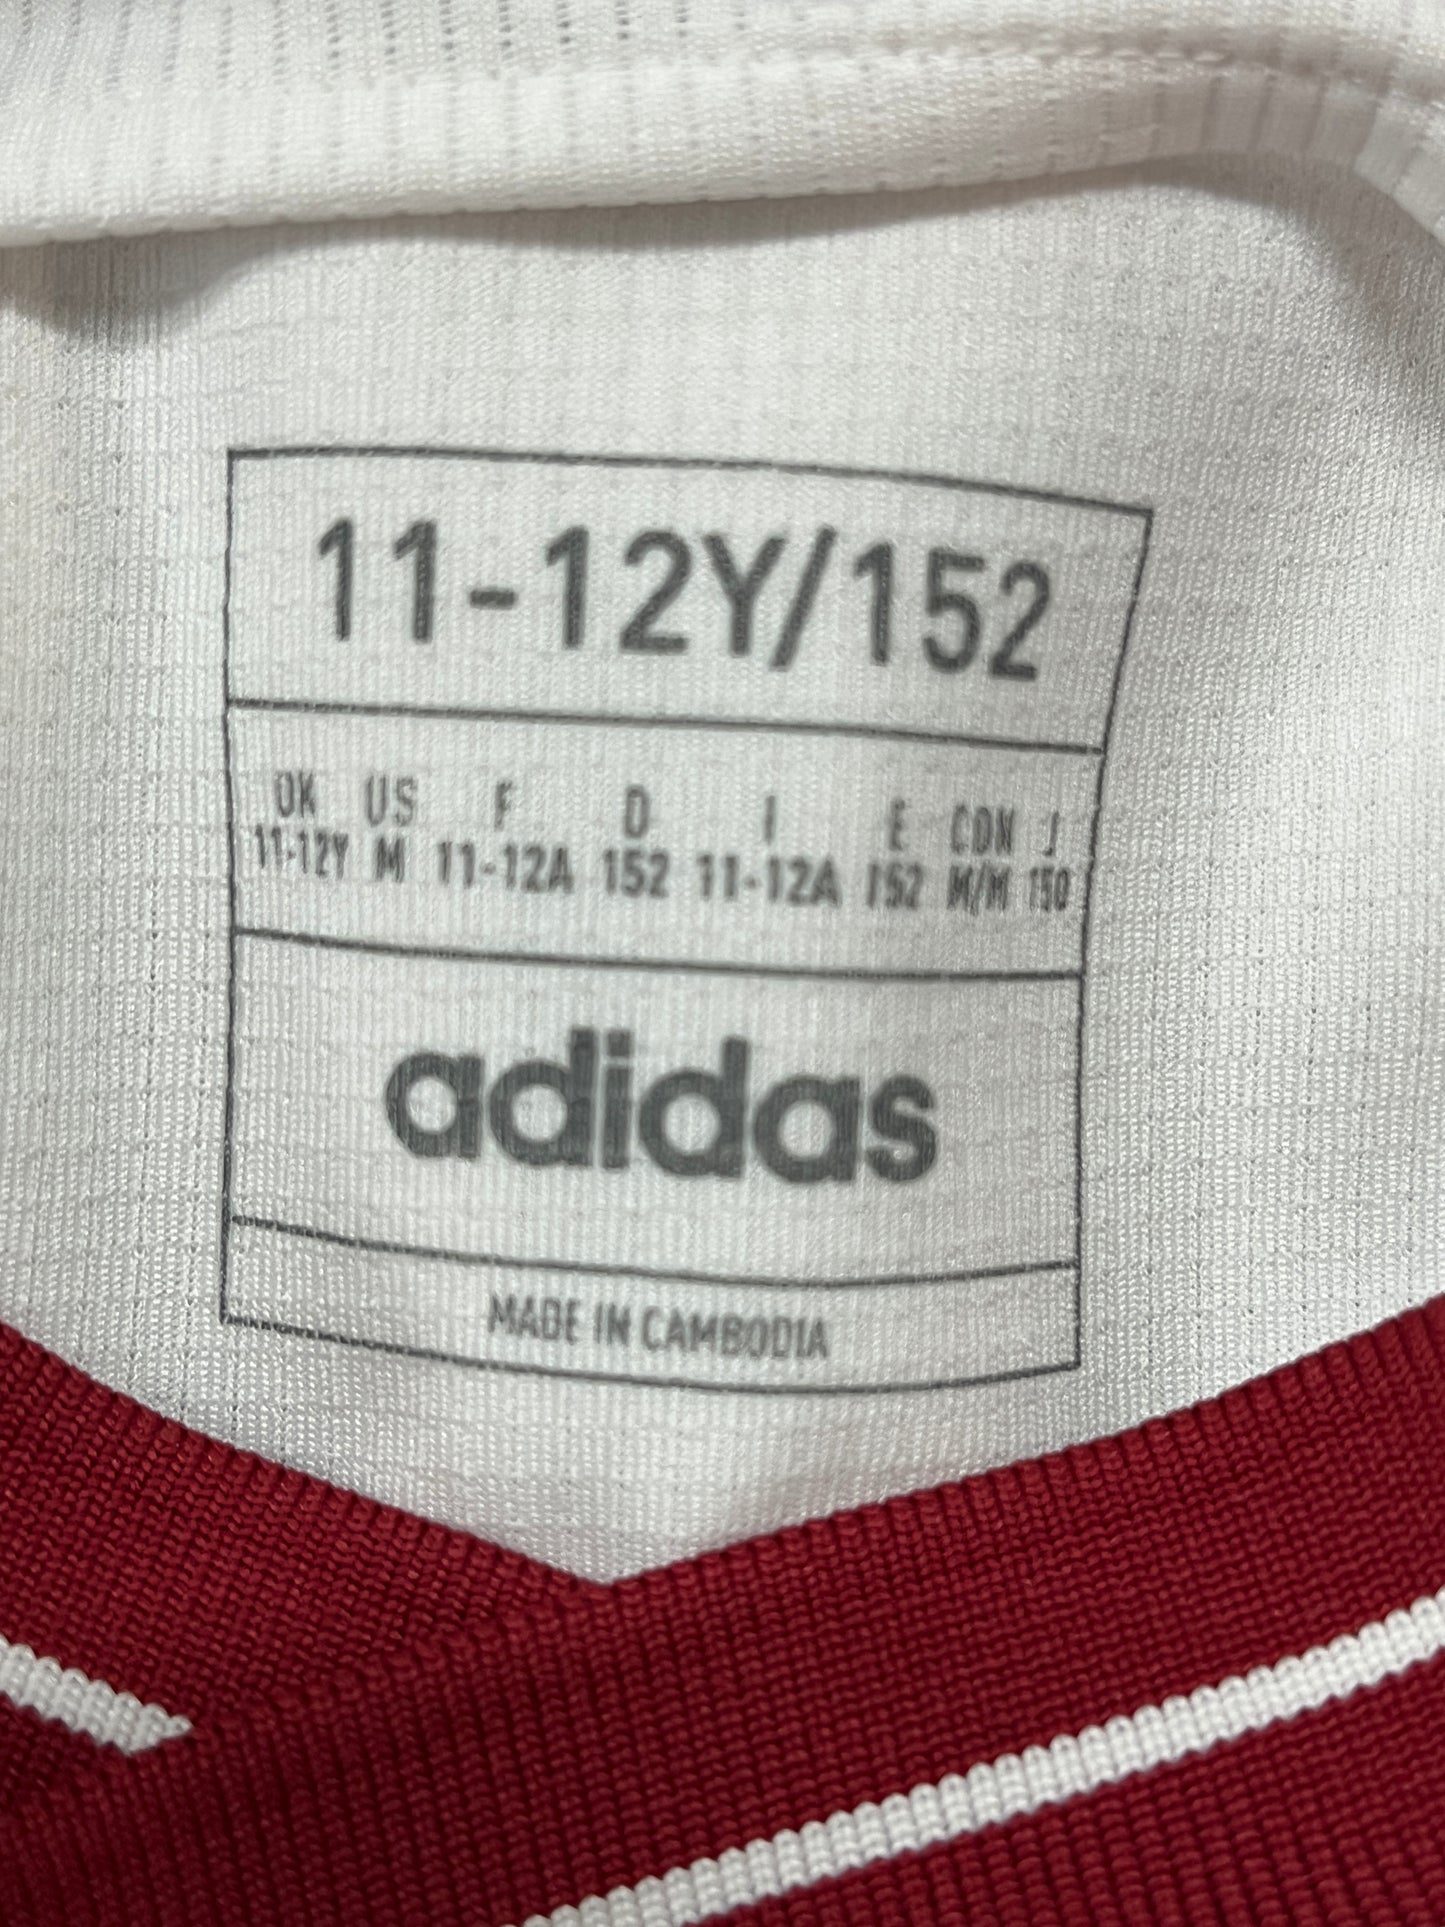 11-12Y/152
UK US F D I E CDN J
11-12Y M 11-12A 152 11-12A 152 M/M 150
adidas
MADE IN CAMBODIA